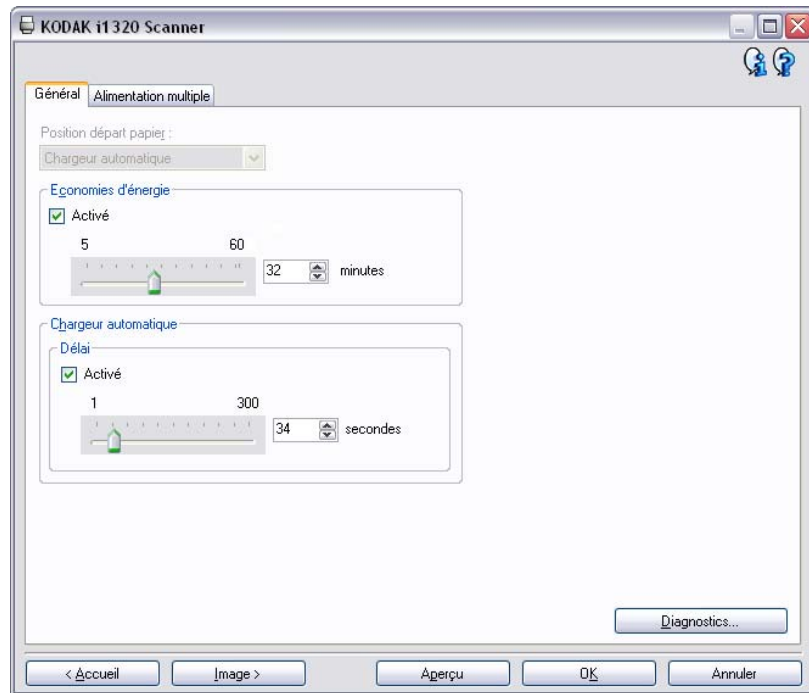 KODAK i1320 Scanner
Général
Alimentation multiple
Position départ papier :
Chargeur automatique
Economies d'énergie
Activé
5 60
32 minutes
Chargeur automatique
Délai
Activé
1 300
34 secondes
Diagnostics...
< Accueil Image > Aperçu OK Annuler